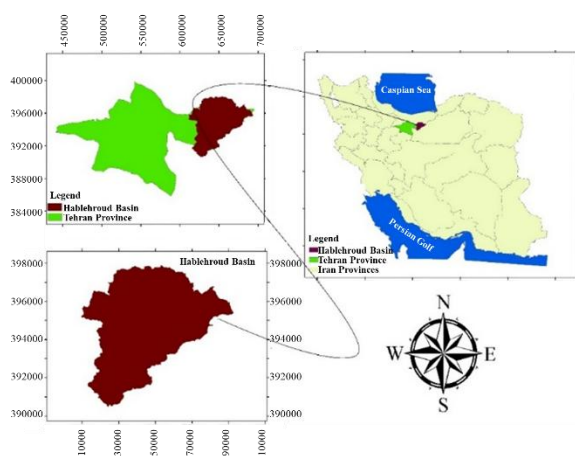 450000
500000
550000
600000
650000
700000
400000
396000
392000
388000
384000
Legend
Hablehroud Basin
Tehran Province
Caspian Sea
Persian Golf
Legend
Hablehroud Basin
Tehran Province
Iran Provinces
Hablehroud Basin
398000
396000
394000
392000
390000
398000
396000
394000
392000
390000
10000
30000
50000
70000
90000
N
W
E
S